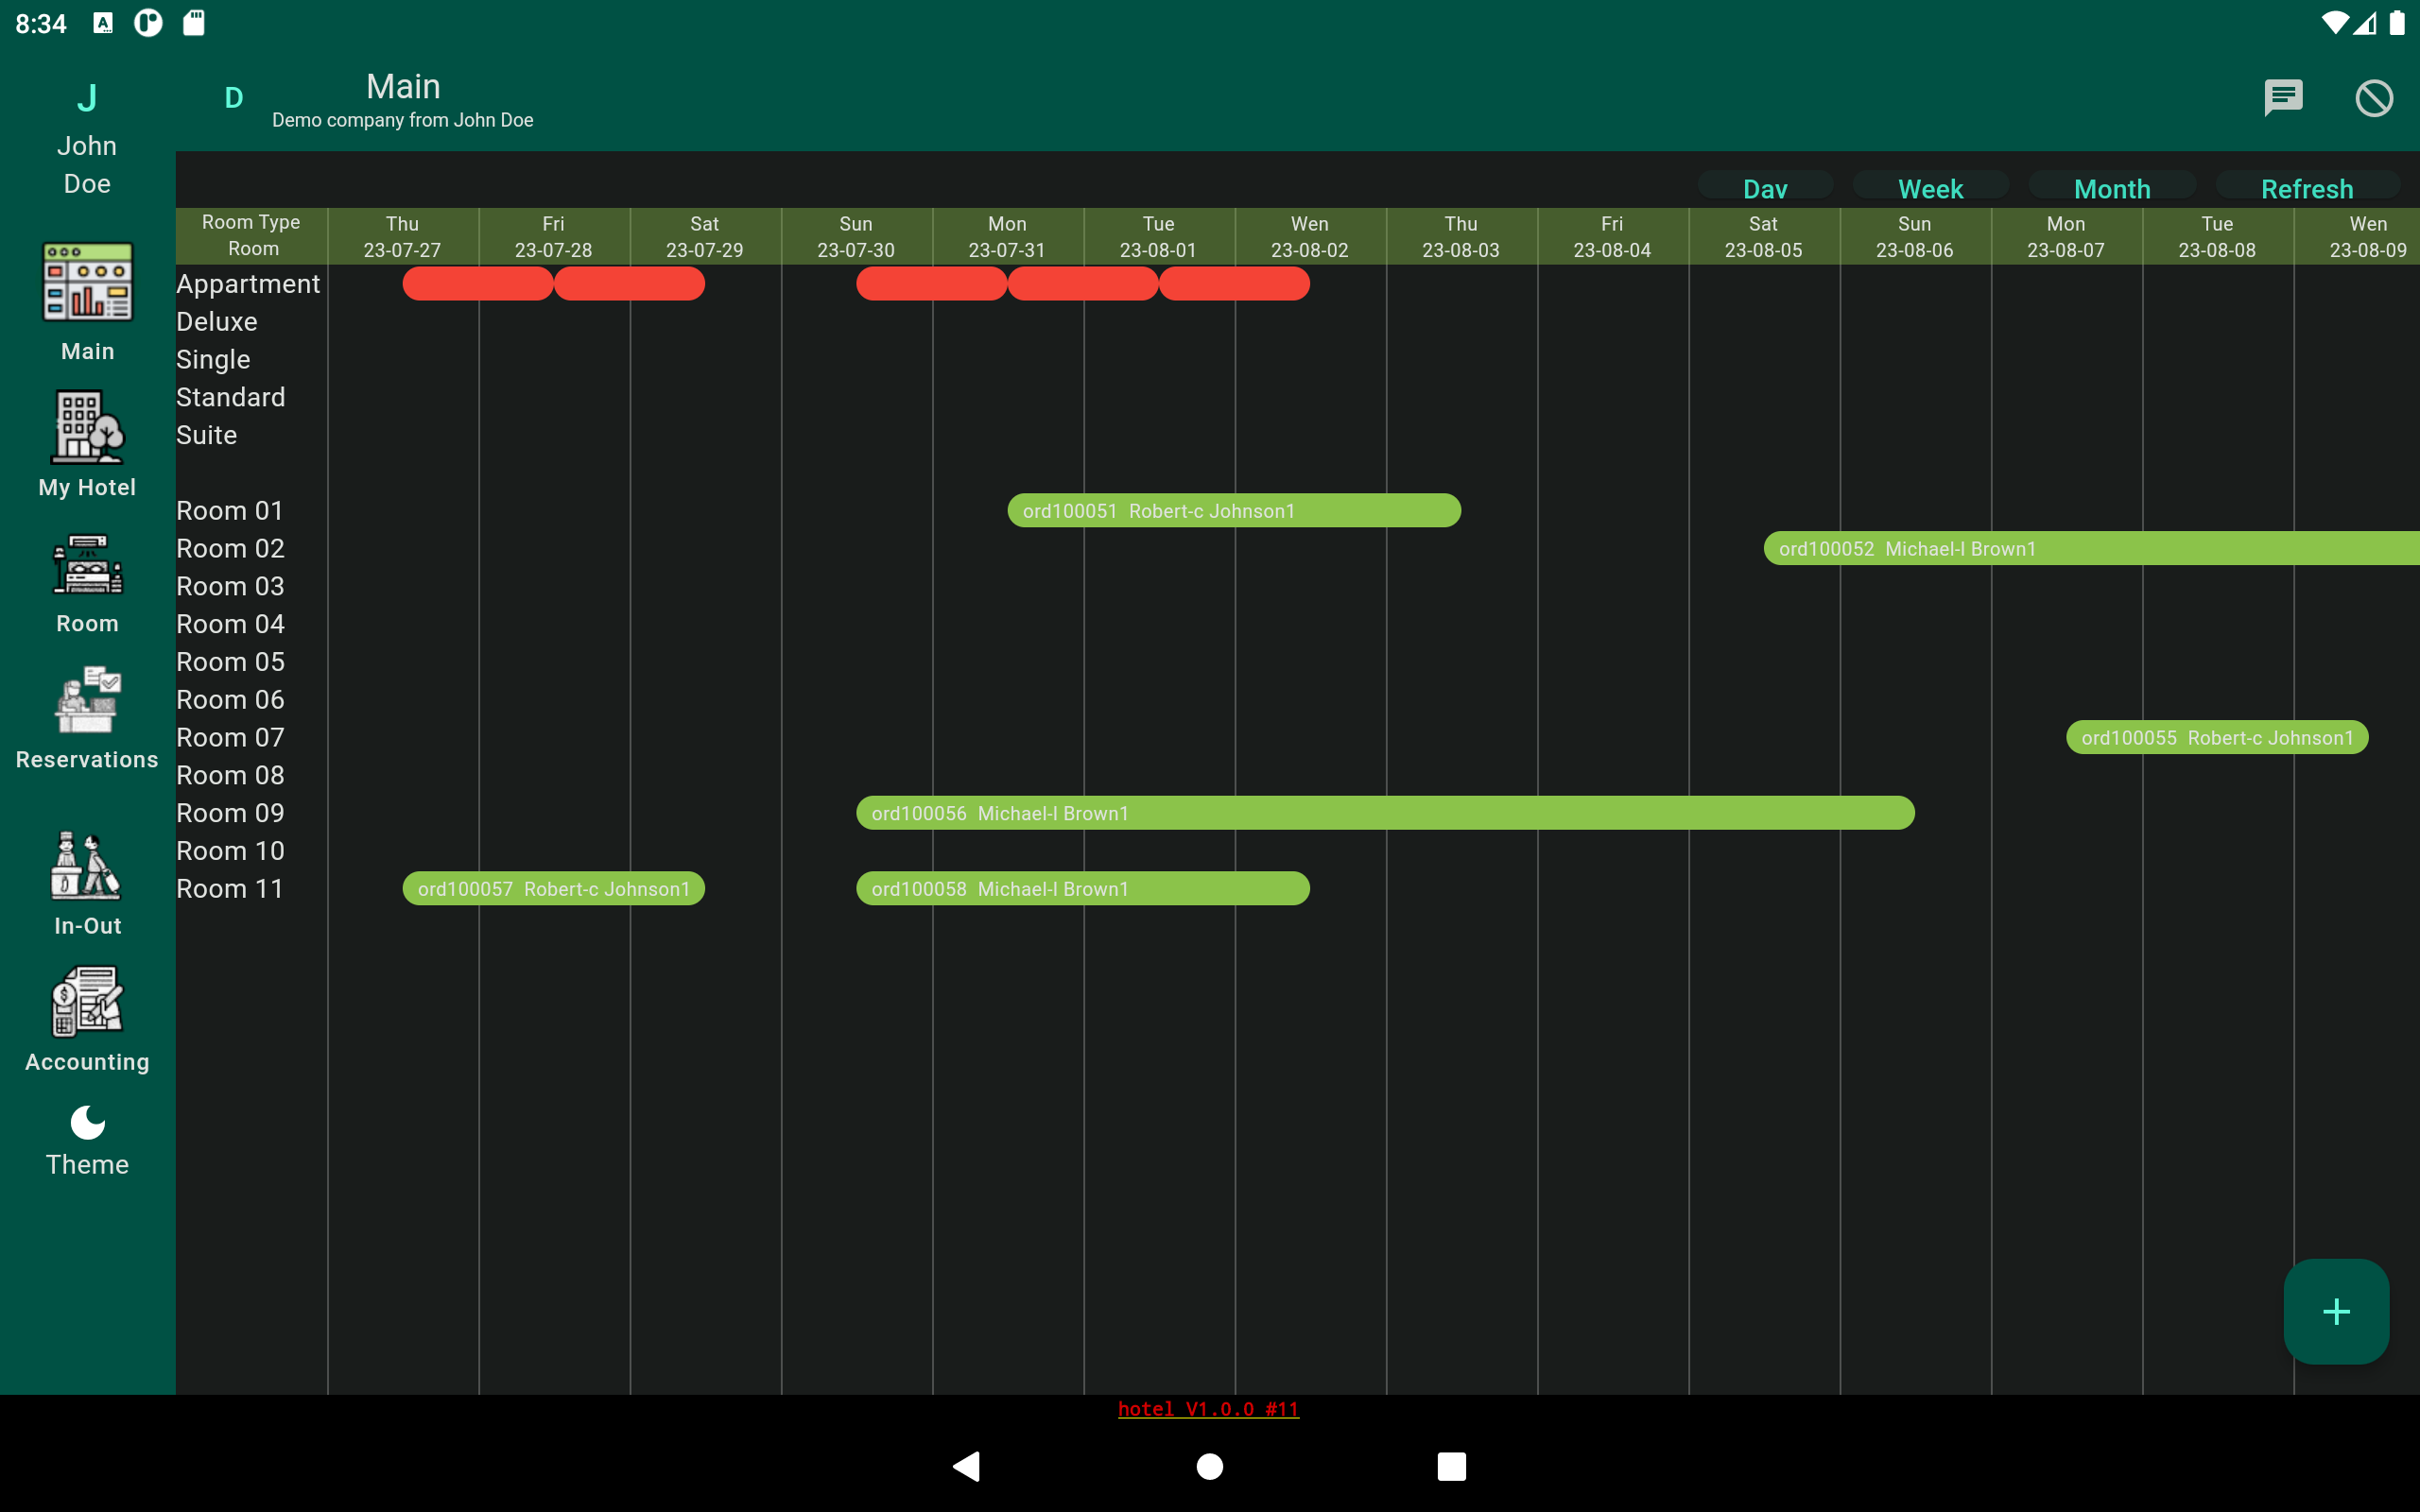 8:34
J
John
Doe
D
Main
Demo company from John Doe
Day Week Month Refresh
Room Type
Room
Thu Fri Sat Sun Mon Tue Wen Thu Fri Sat Sun Mon Tue Wen
23-07-27 23-07-28 23-07-29 23-07-30 23-07-31 23-08-01 23-08-02 23-08-03 23-08-04 23-08-05 23-08-06 23-08-07 23-08-08 23-08-09
Appartment
Deluxe
Single
Standard
Suite
Room 01 ord100051 Robert-c Johnson1
Room 02 ord100052 Michael-l Brown1
Room 03
Room 04
Room 05
Room 06
Room 07 ord100055 Robert-c Johnson1
Room 08
Room 09 ord100056 Michael-l Brown1
Room 10
Room 11 ord100057 Robert-c Johnson1 ord100058 Michael-l Brown1
Main
My Hotel
Room
Reservations
In-Out
Accounting
Theme
hotel V1.0.0 #11